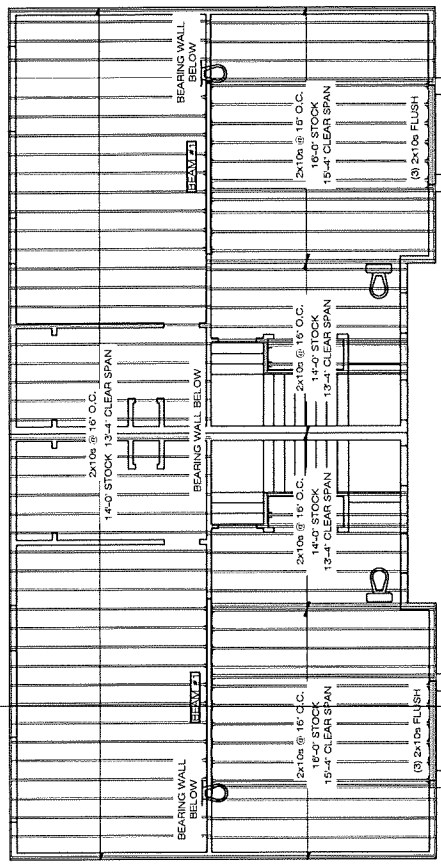 2x10s @ 16" O.C.
14'-0" STOCK 13'-4" CLEAR SPAN
BEARING WALL
BELOW
BEAM #1
BEARING WALL BELOW
BEAM #1
BEARING WALL
BELOW
2x10s @ 16" O.C.
16'-0" STOCK
15'-4" CLEAR SPAN
(3) 2x10s FLUSH
2x10s @ 16" O.C.
14'-0" STOCK
13'-4" CLEAR SPAN
2x10s @ 16" O.C.
14'-0" STOCK
13'-4" CLEAR SPAN
2x10s @ 16" O.C.
16'-0" STOCK
15'-4" CLEAR SPAN
(3) 2x10s FLUSH